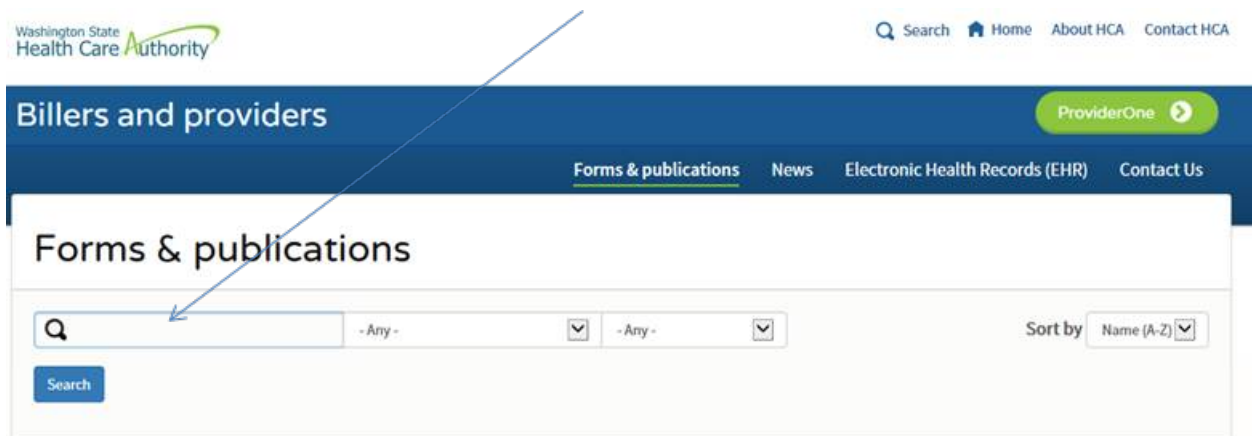 Washington State
Health Care Authority
Search Home About HCA Contact HCA
Billers and providers
ProviderOne
Forms & publications News Electronic Health Records (EHR) Contact Us
Forms & publications
- Any - - Any - Sort by Name (A-Z)
Search